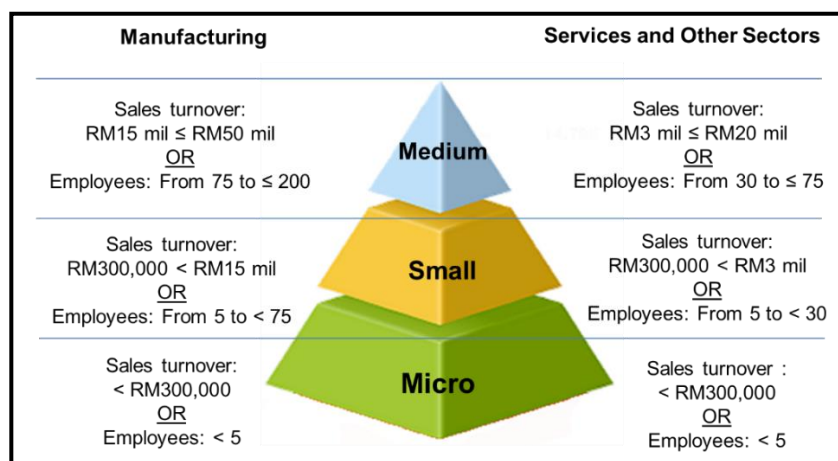 Manufacturing
Services and Other Sectors
Sales turnover:
RM15 mil ≤ RM50 mil
OR
Employees: From 75 to ≤ 200
Medium
Sales turnover:
RM3 mil ≤ RM20 mil
OR
Employees: From 30 to ≤ 75
Sales turnover:
RM300,000 < RM15 mil
OR
Employees: From 5 to < 75
Small
Sales turnover:
RM300,000 < RM3 mil
OR
Employees: From 5 to < 30
Sales turnover:
< RM300,000
OR
Employees: < 5
Micro
Sales turnover :
< RM300,000
OR
Employees: < 5